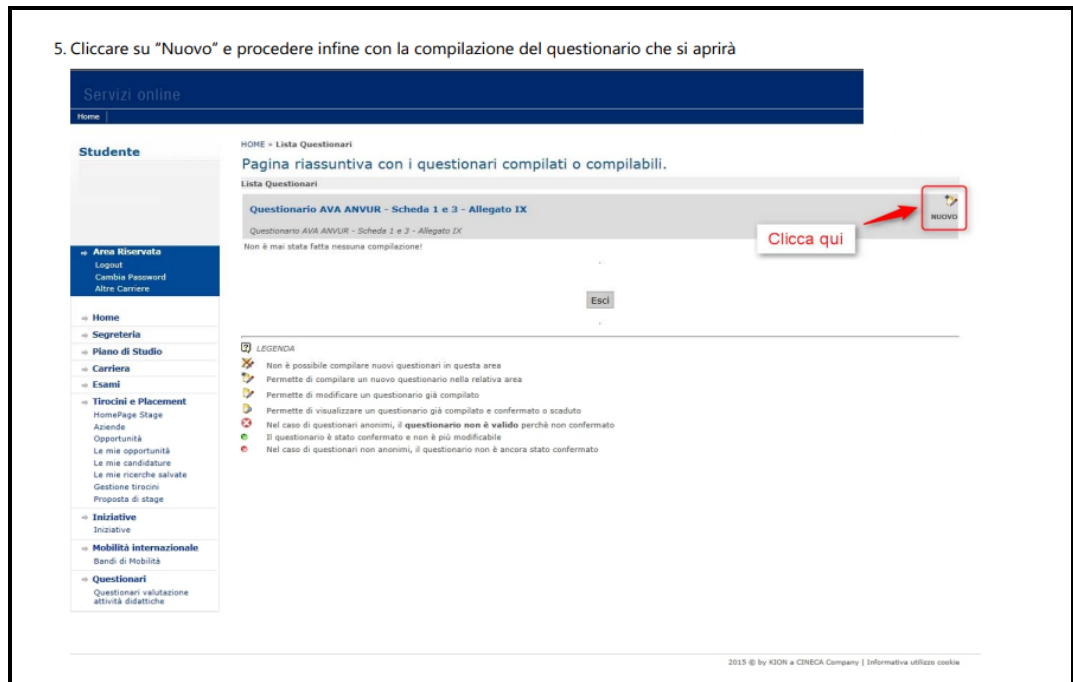 5. Cliccare su “Nuovo” e procedere infine con la compilazione del questionario che si aprirà
Servizi online
Home
Studente
Area Riservata
Logout
Cambia Password
Altre Carriere
Home
Segreteria
Piano di Studio
Carriera
Esami
Tirocini e Placement
HomePage Stage
Aziende
Opportunità
Le mie opportunità
Le mie candidature
Le mie ricerche salvate
Gestione tirocini
Proposta di stage
Iniziative
Iniziative
Mobilità internazionale
Bandi di Mobilità
Questionari
Questionari valutazione
attività didattiche
HOME » Lista Questionari
Pagina riassuntiva con i questionari compilati o compilabili.
Lista Questionari
Questionario AVA ANVUR - Scheda 1 e 3 - Allegato IX
Questionario AVA ANVUR - Scheda 1 e 3 - Allegato IX
NUOVO
Clicca qui
Non è mai stata fatta nessuna compilazione!
Esci
LEGENDA
Non è possibile compilare nuovi questionari in questa area
Permette di compilare un nuovo questionario nella relativa area
Permette di modificare un questionario già compilato
Permette di visualizzare un questionario già compilato e confermato o scaduto
Nel caso di questionari anonimi, il questionario non è valido perchè non confermato
Il questionario è stato confermato e non è più modificabile
Nel caso di questionari non anonimi, il questionario non è ancora stato confermato
2015 © by KION a CINECA Company | Informativa utilizzo cookie